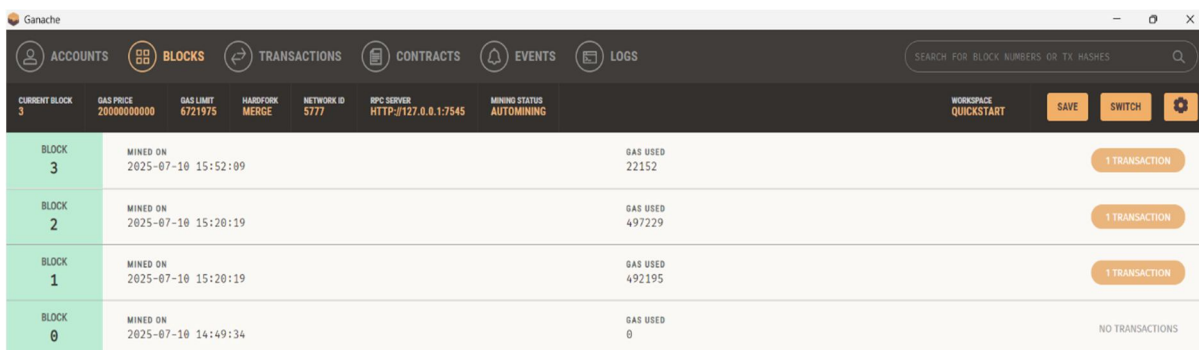 Ganache
ACCOUNTS BLOCKS TRANSACTIONS CONTRACTS EVENTS LOGS SEARCH FOR BLOCK NUMBERS OR TX HASHES
CURRENT BLOCK GAS PRICE GAS LIMIT HARDFORK NETWORK ID RPC SERVER MINING STATUS WORKSPACE
3 20000000000 6721975 MERGE 5777 HTTP://127.0.0.1:7545 AUTOMINING QUICKSTART SAVE SWITCH
BLOCK MINED ON GAS USED
3 2025-07-10 15:52:09 22152 1 TRANSACTION
BLOCK MINED ON GAS USED
2 2025-07-10 15:20:19 497229 1 TRANSACTION
BLOCK MINED ON GAS USED
1 2025-07-10 15:20:19 492195 1 TRANSACTION
BLOCK MINED ON GAS USED
0 2025-07-10 14:49:34 0 NO TRANSACTIONS